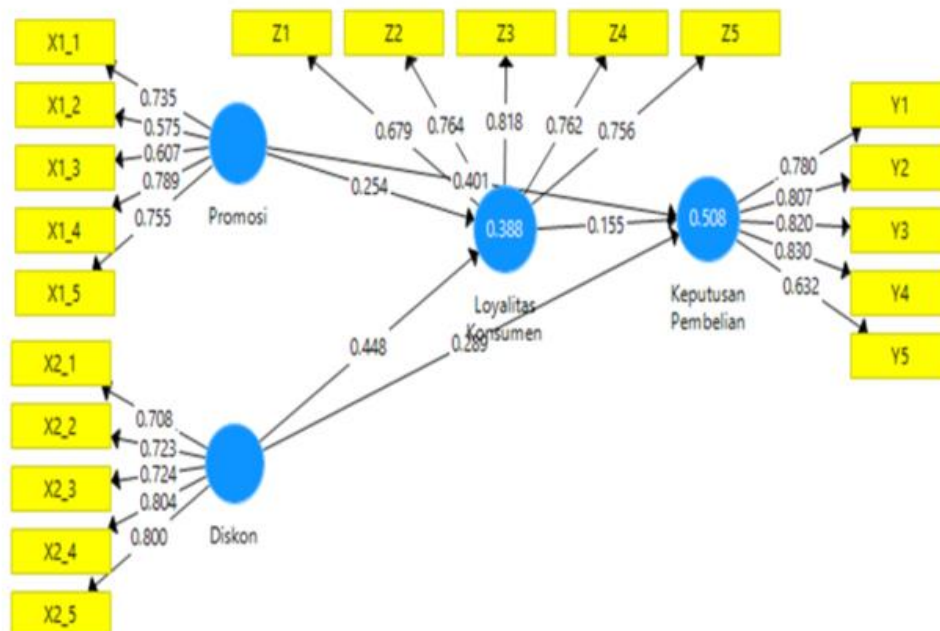 Z1
Z2
Z3
Z4
Z5
X1_1
X1_2
X1_3
X1_4
X1_5
0.735
0.575
0.607
0.789
0.755
Promosi
0.679
0.764
0.818
0.762
0.756
0.254
0.401
0.388
Loyalitas
Konsumen
0.155
0.508
Keputusan
Pembelian
0.780
0.807
0.820
0.830
0.632
Y1
Y2
Y3
Y4
Y5
0.448
0.289
X2_1
X2_2
X2_3
X2_4
X2_5
0.708
0.723
0.724
0.804
0.800
Diskon